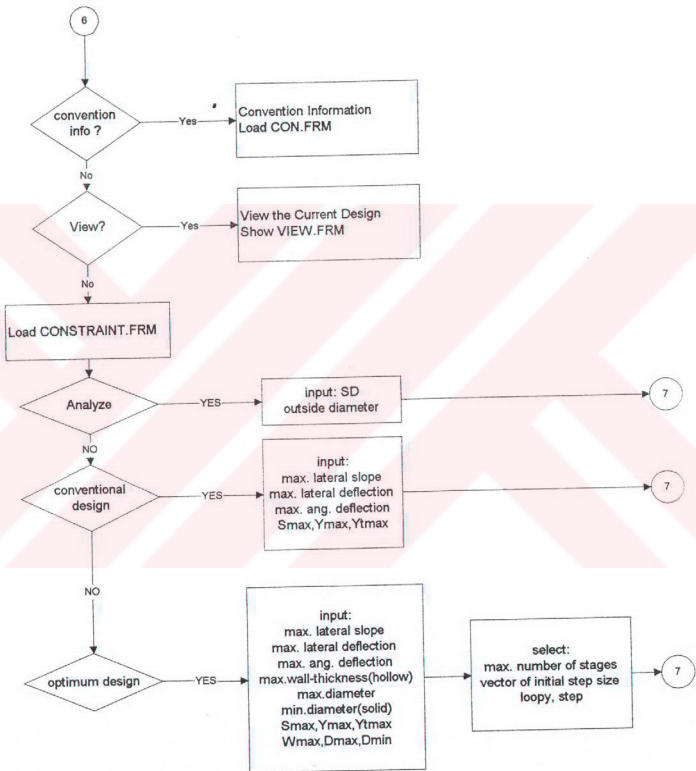 6
convention
info ?
Yes
Convention Information
Load CON.FRM
No
View?
Yes
View the Current Design
Show VIEW.FRM
No
Load CONSTRAINT.FRM
Analyze
YES
input: SD
outside diameter
7
NO
conventional
design
YES
input:
max. lateral slope
max. lateral deflection
max. ang. deflection
Smax,Ymax,Ytmax
7
NO
optimum design
YES
input:
max. lateral slope
max. lateral deflection
max. ang. deflection
max.wall-thickness(hollow)
max.diameter
min.diameter(solid)
Smax,Ymax,Ytmax
Wmax,Dmax,Dmin
select:
max. number of stages
vector of initial step size
loopy, step
7